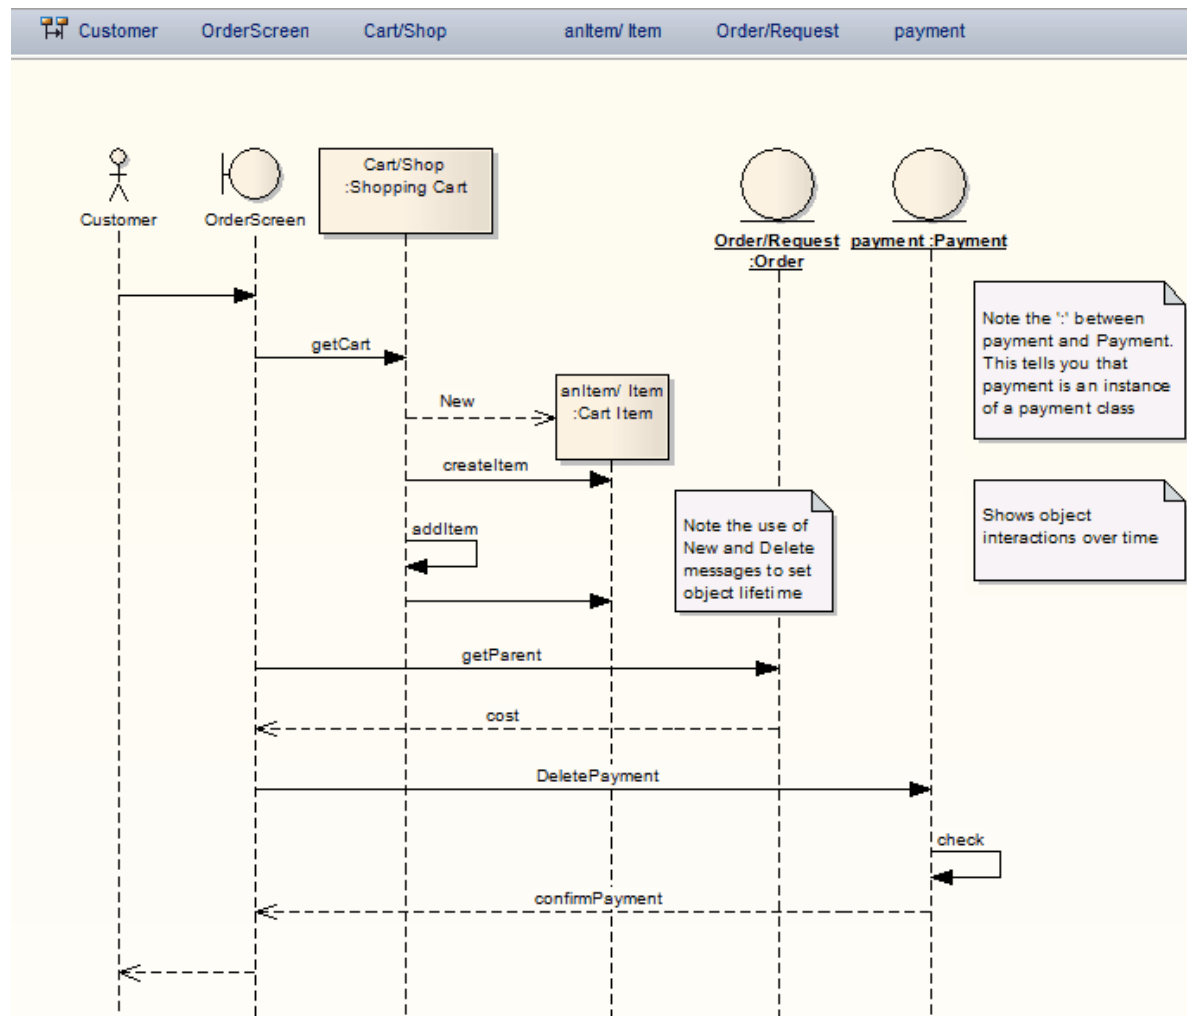 Customer
OrderScreen
Cart/Shop
anItem/ Item
Order/Request
payment
Cart/Shop
:Shopping Cart
Customer
OrderScreen
Order/Request
:Order
payment :Payment
Note the ':' between
payment and Payment.
This tells you that
payment is an instance
of a payment class
getCart
anItem/ Item
:Cart Item
New
createItem
Note the use of
New and Delete
messages to set
object lifetime
Shows object
interactions over time
addItem
getParent
cost
DeletePayment
check
confirmPayment